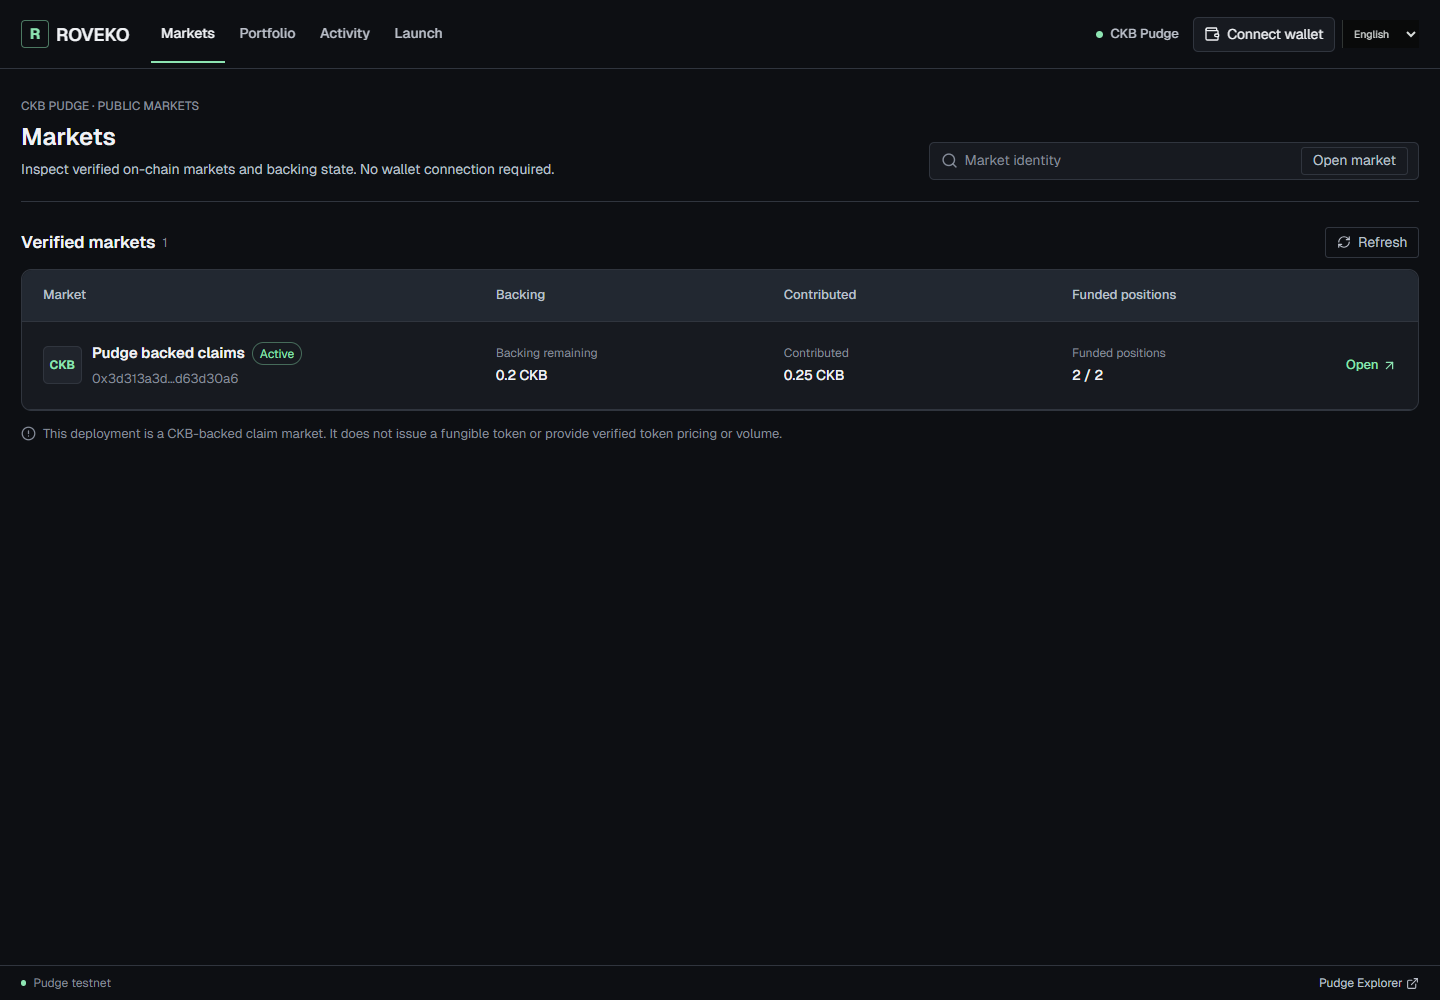 R ROVEKO Markets Portfolio Activity Launch CKB Pudge Connect wallet English
CKB PUDGE · PUBLIC MARKETS
Markets
Inspect verified on-chain markets and backing state. No wallet connection required.
Market identity Open market
Verified markets 1 Refresh
Market Backing Contributed Funded positions
CKB Pudge backed claims Active
0x3d313a3d...d63d30a6
Backing remaining Contributed Funded positions
0.2 CKB 0.25 CKB 2 / 2
Open
This deployment is a CKB-backed claim market. It does not issue a fungible token or provide verified token pricing or volume.
Pudge testnet Pudge Explorer